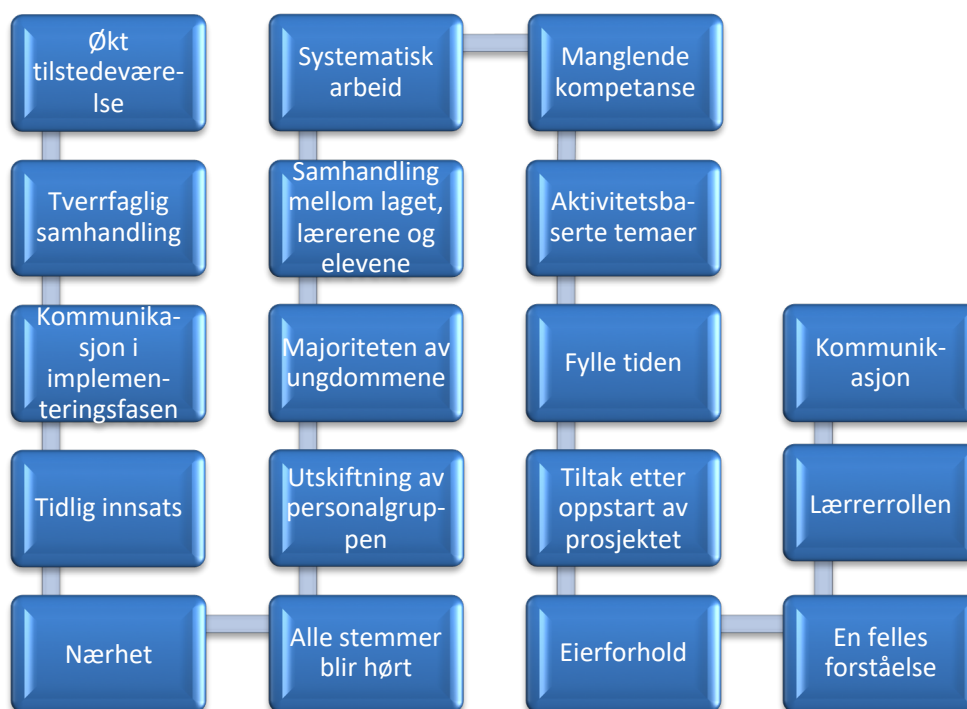 Økt
tilstedevære-
lse
Tverrfaglig
samhandling
Kommunika-
sjon i
implemen-
teringsfasen
Tidlig innsats
Nærhet
Alle stemmer
blir hørt
Utskiftning av
personalgrup-
pen
Majoriteten av
ungdommene
Samhandling
mellom laget,
lærerene og
elevene
Systematisk
arbeid
Manglende
kompetanse
Aktivitetsba-
serte temaer
Fylle tiden
Tiltak etter
oppstart av
prosjektet
Eierforhold
En felles
forståelse
Lærrerrollen
Kommunik-
asjon